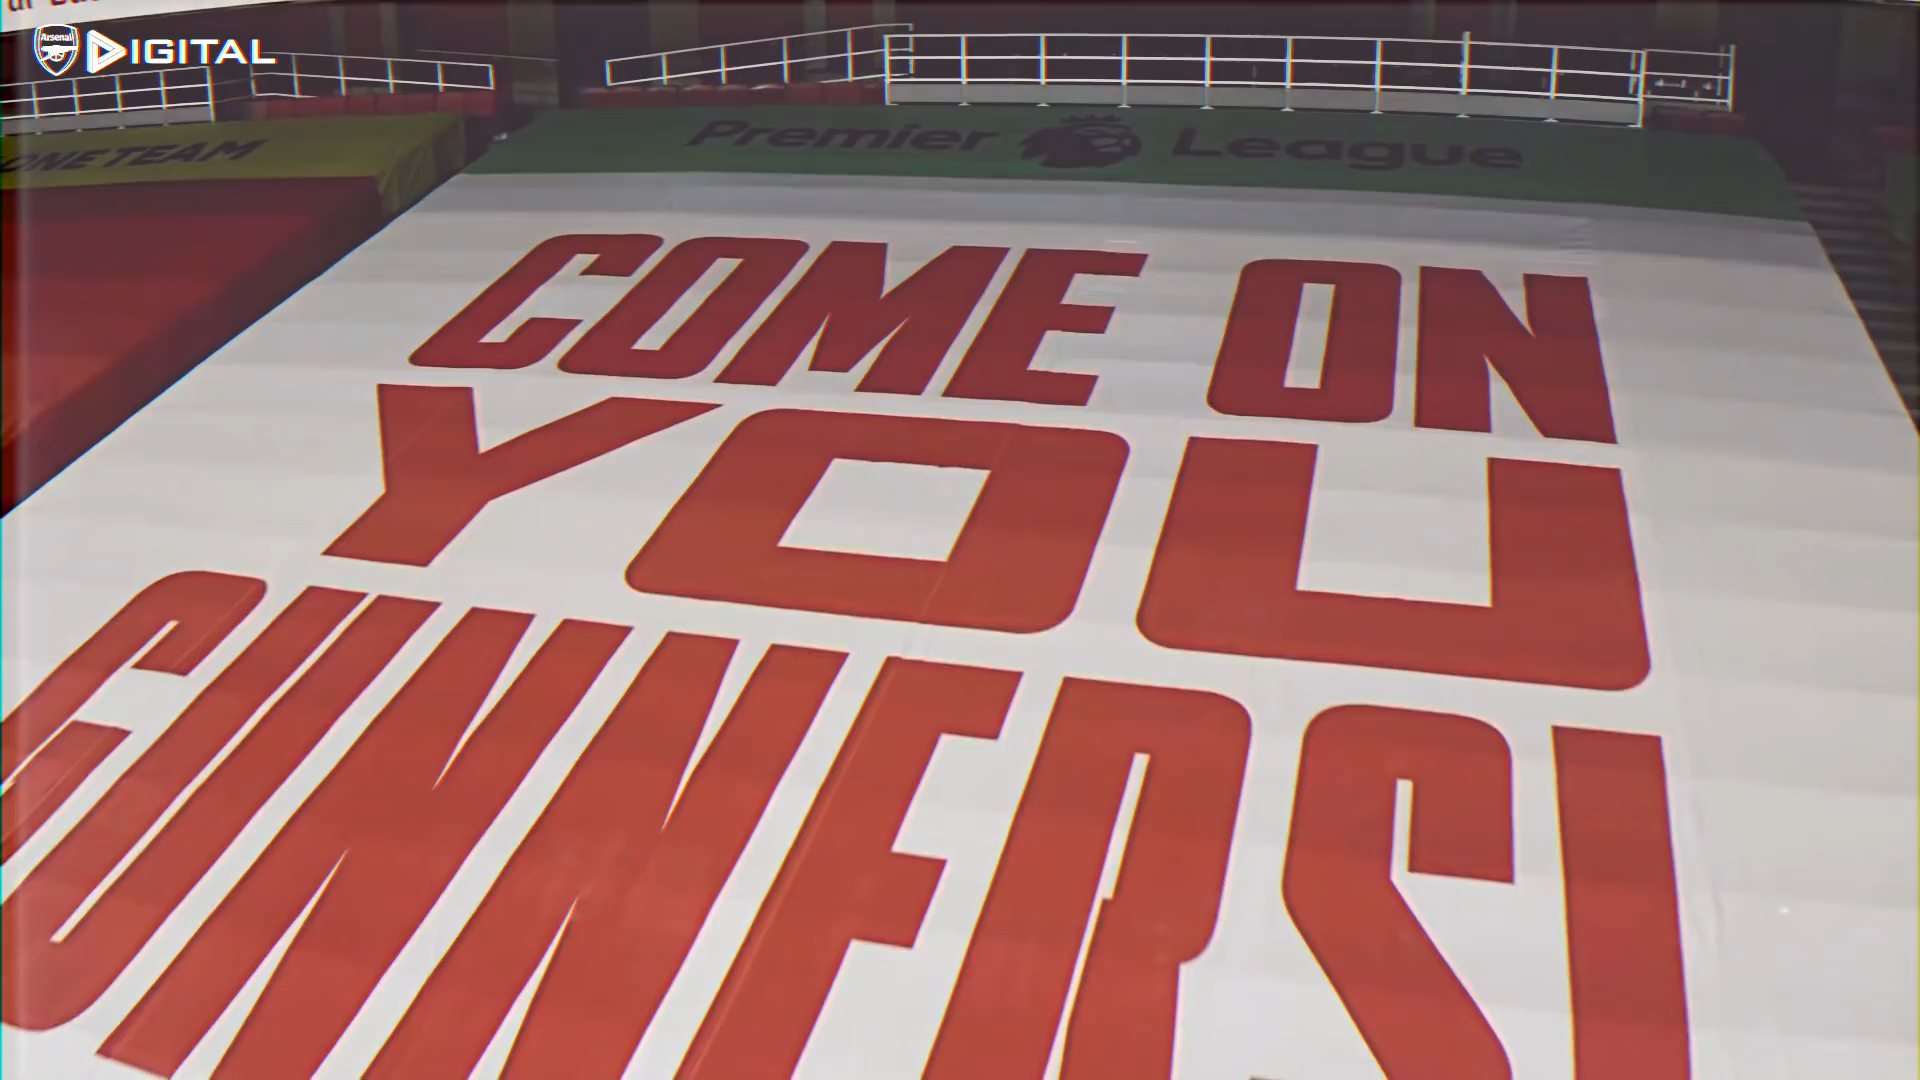 Arsenal
DIGITAL
ONE TEAM
Premier League
COME ON
YOU
GUNNERS!